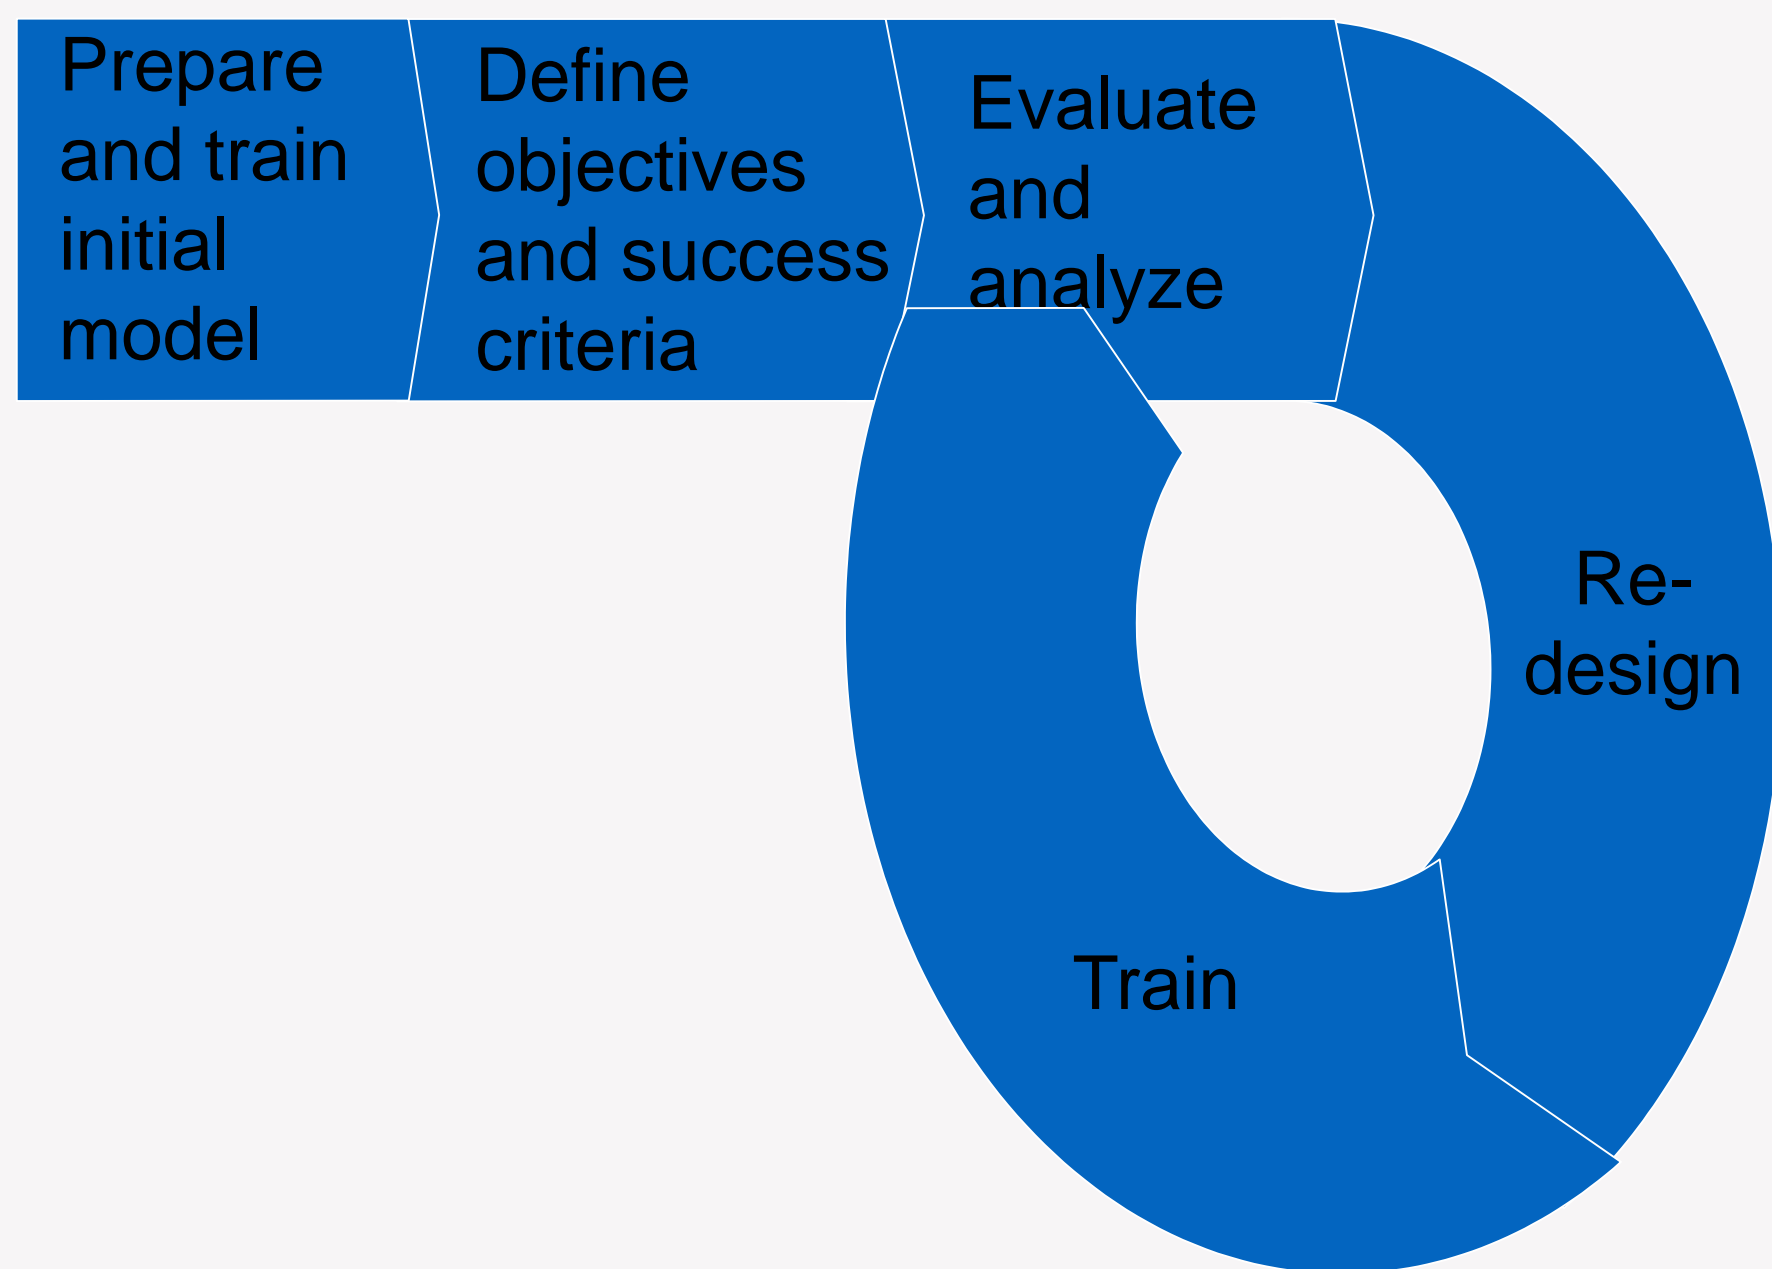 Prepare
and train
initial
model
Define
objectives
and success
criteria
Evaluate
and
analyze
Re-
design
Train